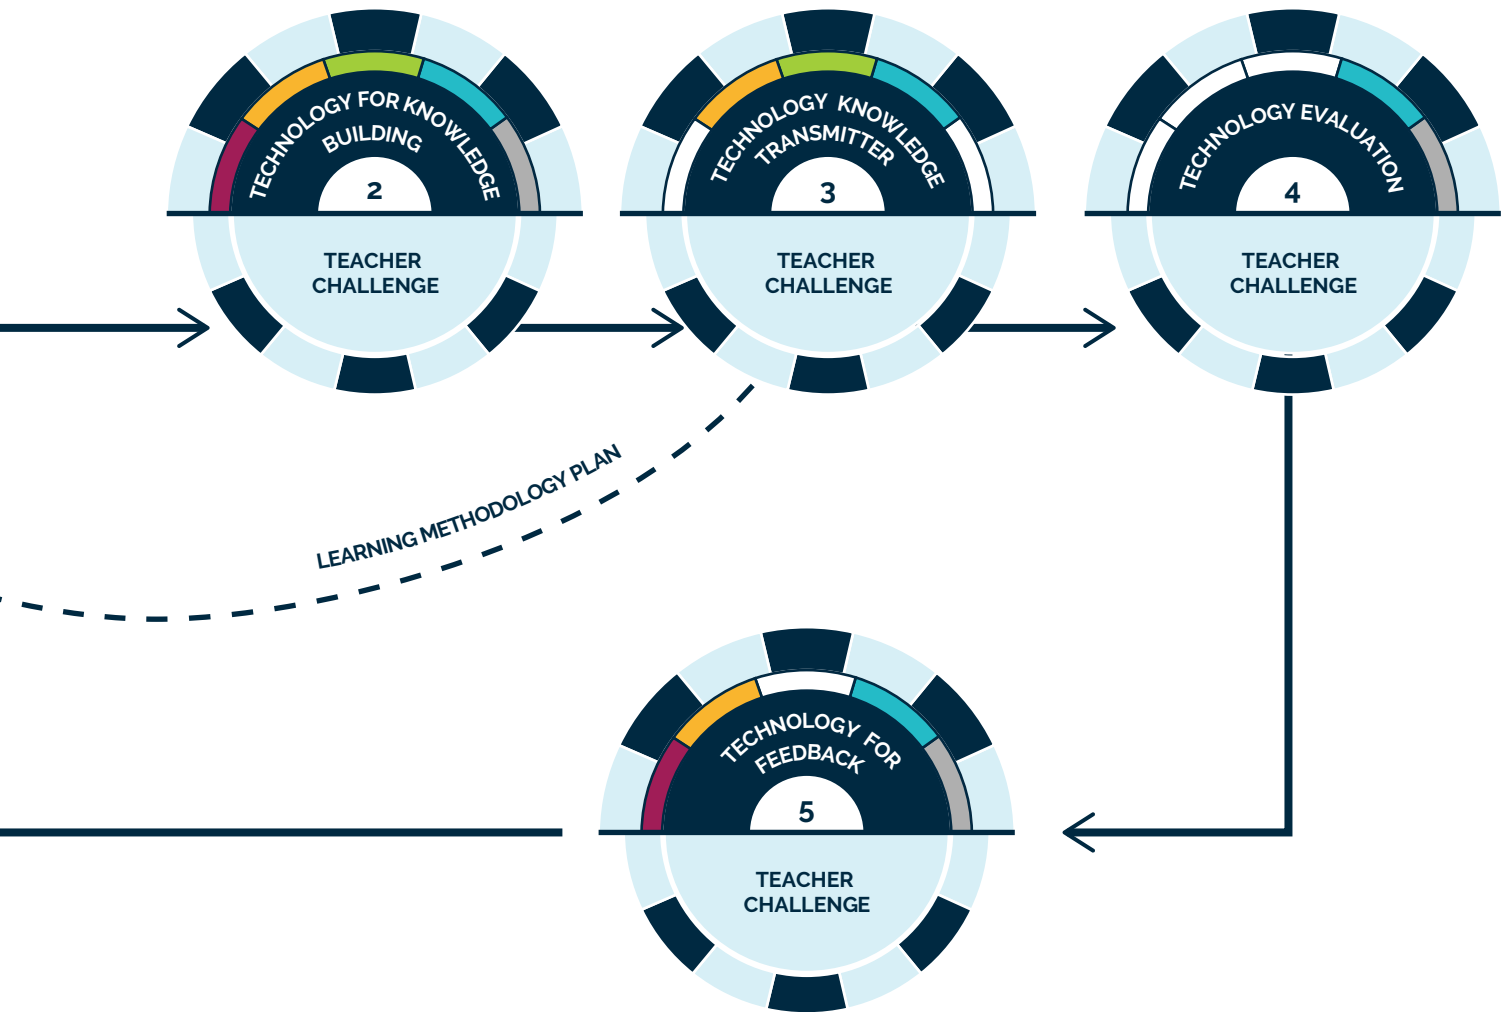 TECHNOLOGY FOR KNOWLEDGE
BUILDING
2
TEACHER
CHALLENGE
TECHNOLOGY KNOWLEDGE
TRANSMITTER
3
TEACHER
CHALLENGE
TECHNOLOGY EVALUATION
4
TEACHER
CHALLENGE
LEARNING METHODOLOGY PLAN
TECHNOLOGY FOR
FEEDBACK
5
TEACHER
CHALLENGE